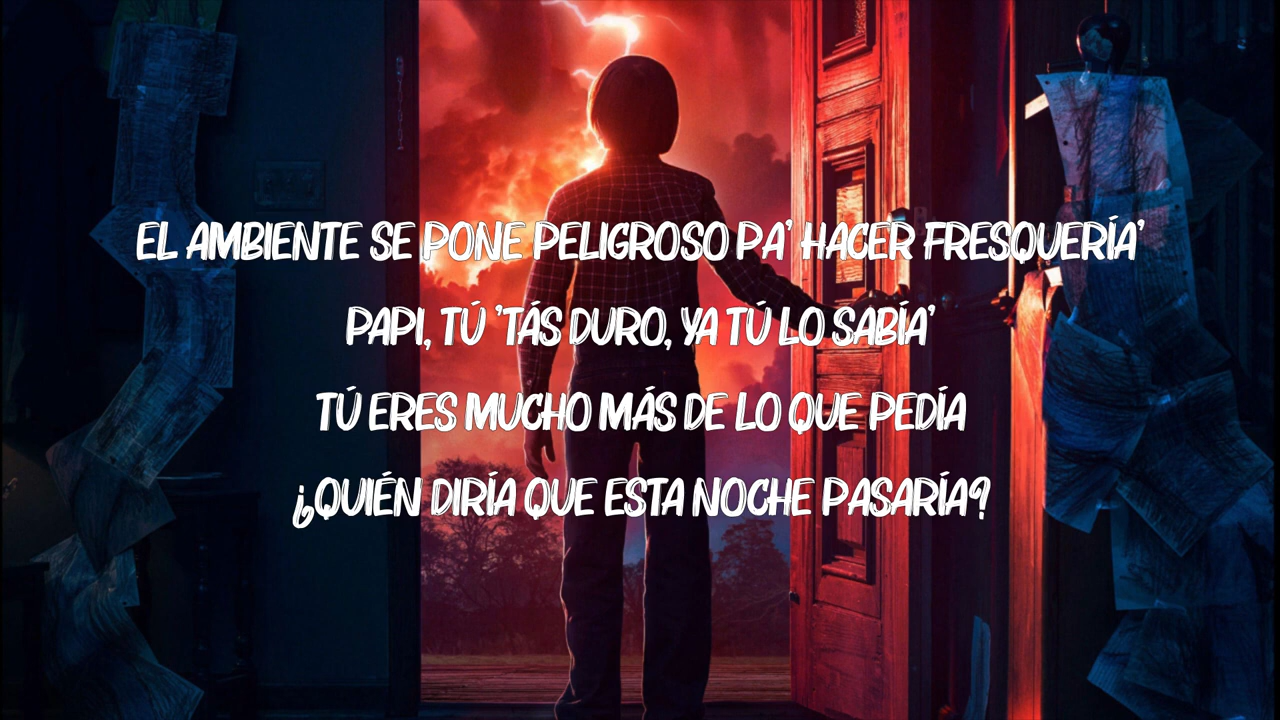 EL AMBIENTE SE PONE PELIGROSO PA' HACER FRESQUERÍA'
PAPI, TÚ 'TÁS DURO, YA TÚ LO SABÍA'
TÚ ERES MUCHO MÁS DE LO QUE PEDÍA
¿QUIÉN DIRÍA QUE ESTA NOCHE PASARÍA?